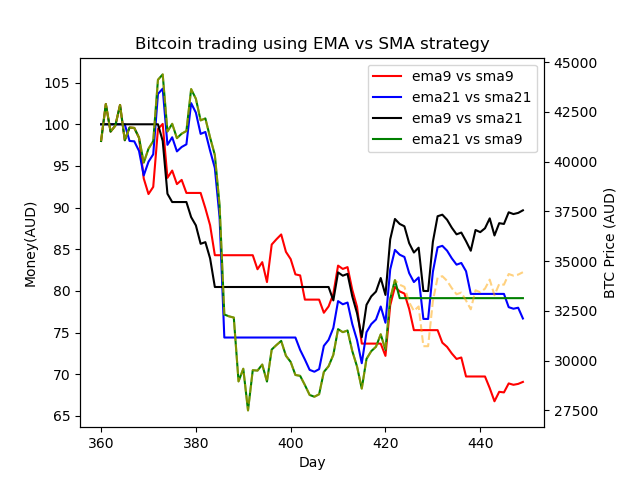 Bitcoin trading using EMA vs SMA strategy
ema9 vs sma9
ema21 vs sma21
ema9 vs sma21
ema21 vs sma9
Money(AUD)
105
100
95
90
85
80
75
70
65
BTC Price (AUD)
45000
42500
40000
37500
35000
32500
30000
27500
360
380
400
420
440
Day